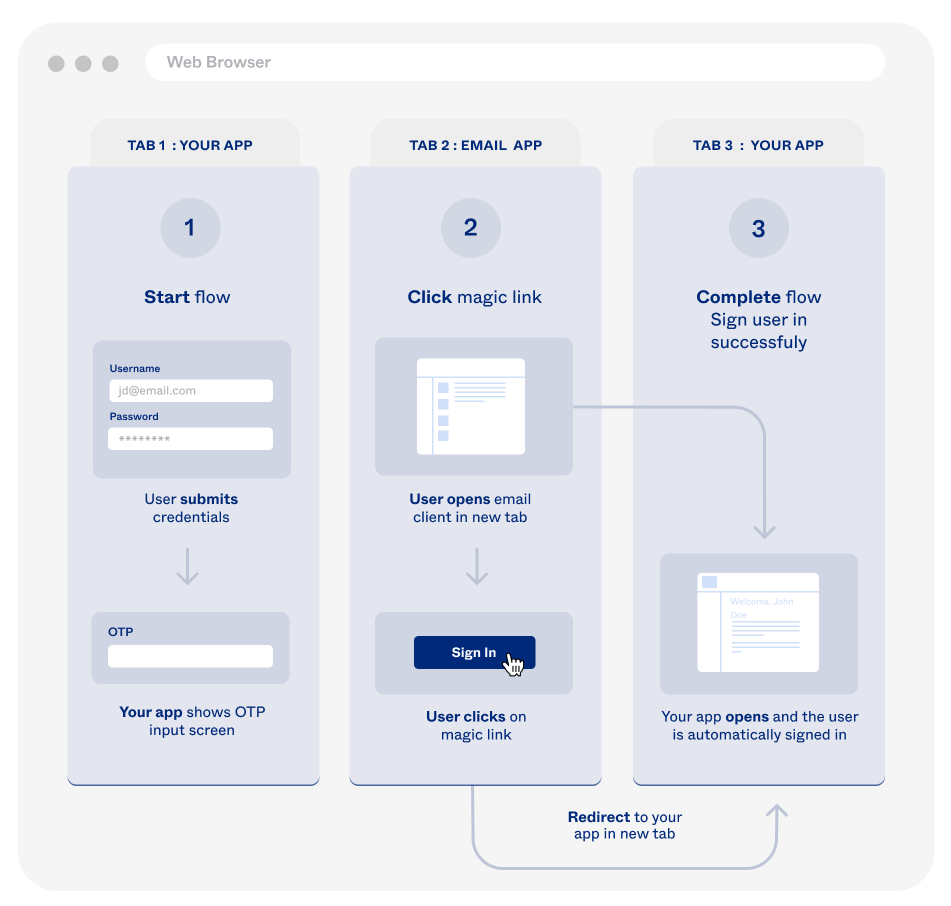 Web Browser
TAB 1 : YOUR APP
1
Start flow
Username
jd@email.com
Password
********
User submits
credentials
OTP
Your app shows OTP
input screen
TAB 2 : EMAIL APP
2
Click magic link
User opens email
client in new tab
Sign In
User clicks on
magic link
TAB 3 : YOUR APP
3
Complete flow
Sign user in
successfuly
Welcome, John
Doe
Your app opens and the user
is automatically signed in
Redirect to your
app in new tab